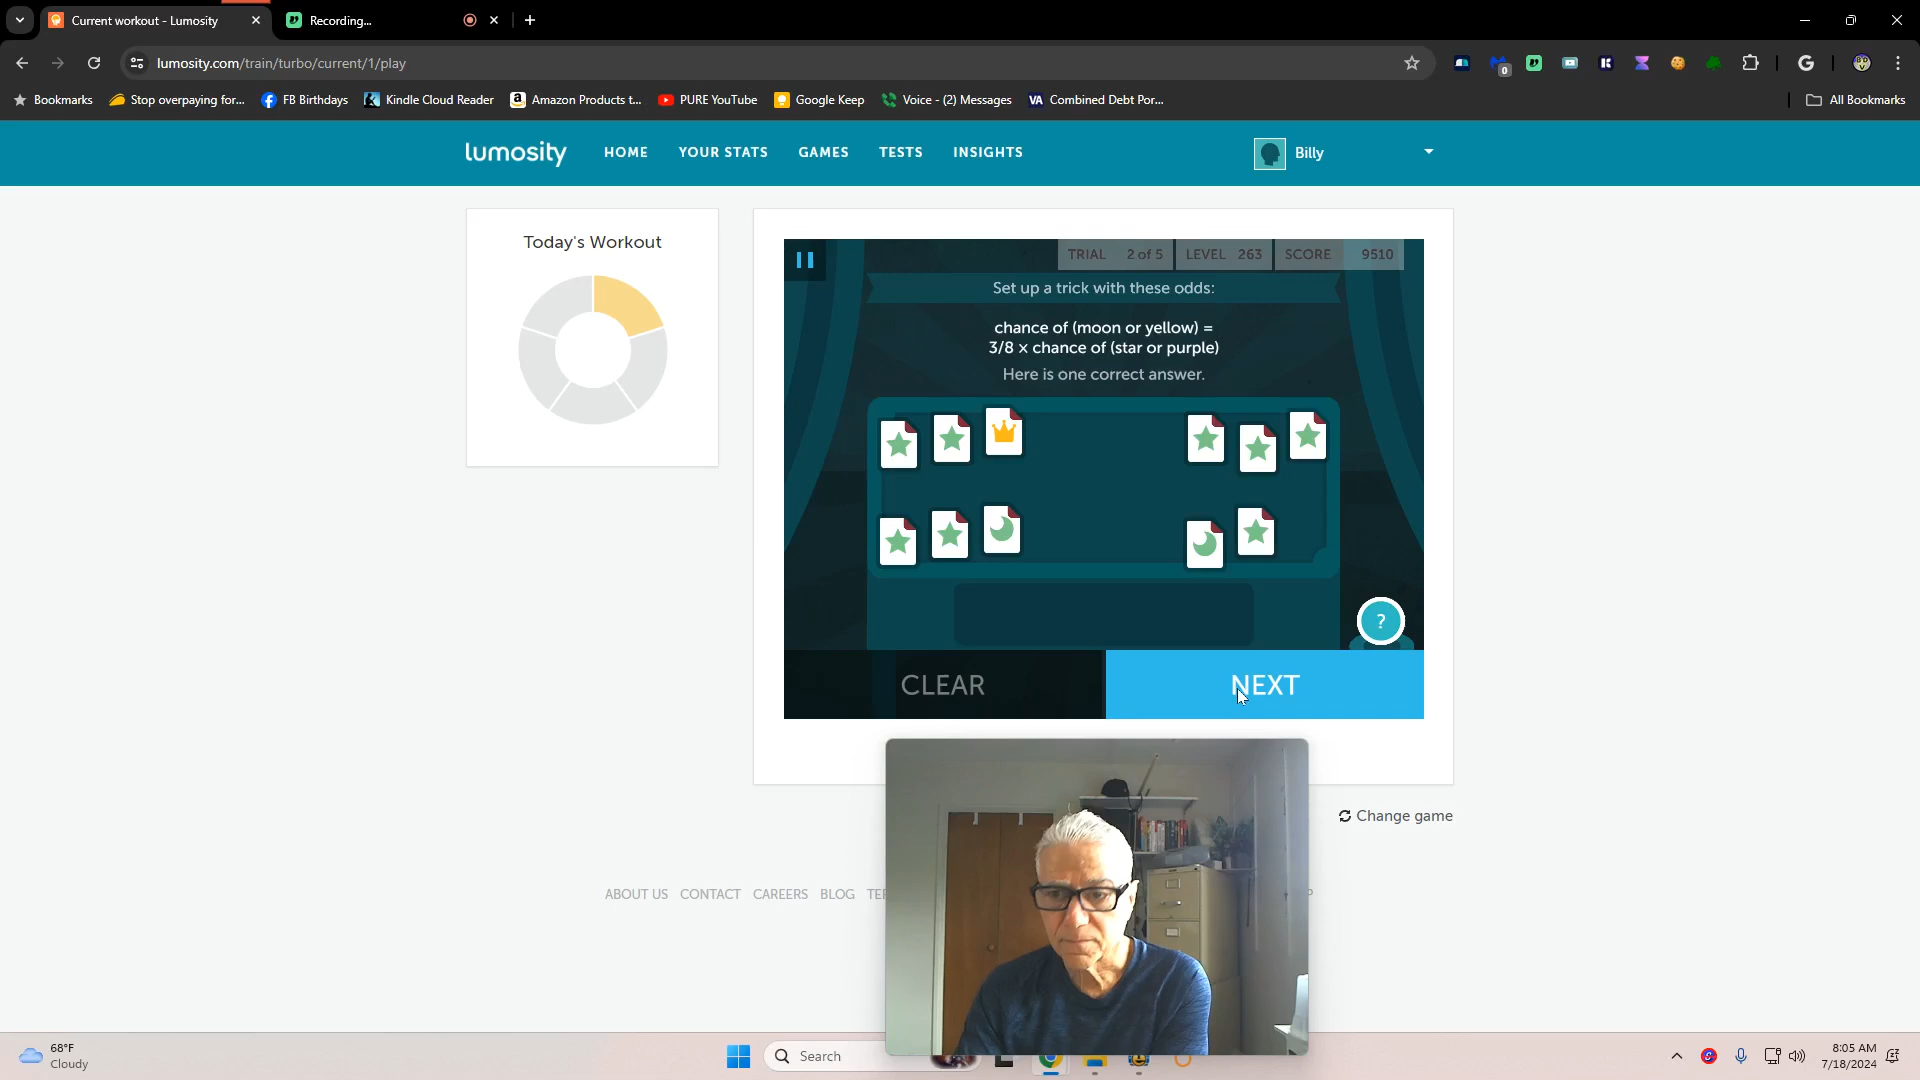 Current workout - Lumosity
Recording...
lumosity.com/train/turbo/current/1/play
0
G
Bookmarks
Stop overpaying for...
FB Birthdays
Kindle Cloud Reader
Amazon Products t...
PURE YouTube
Google Keep
Voice - (2) Messages
VA Combined Debt Por...
All Bookmarks
lumosity
HOME
YOUR STATS
GAMES
TESTS
INSIGHTS
Billy
Today's Workout
TRIAL 2 of 5
LEVEL 263
SCORE 9510
Set up a trick with these odds:
chance of (moon or yellow) =
3/8 × chance of (star or purple)
Here is one correct answer.
?
CLEAR
NEXT
Change game
ABOUT US
CONTACT
CAREERS
BLOG
68°F
Cloudy
Search
8:05 AM
7/18/2024